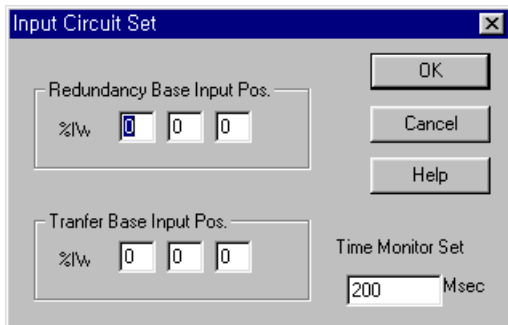 Input Circuit Set
Redundancy Base Input Pos.
%IW 0 0 0
OK
Cancel
Help
Tranfer Base Input Pos.
%IW 0 0 0
Time Monitor Set
200 Msec